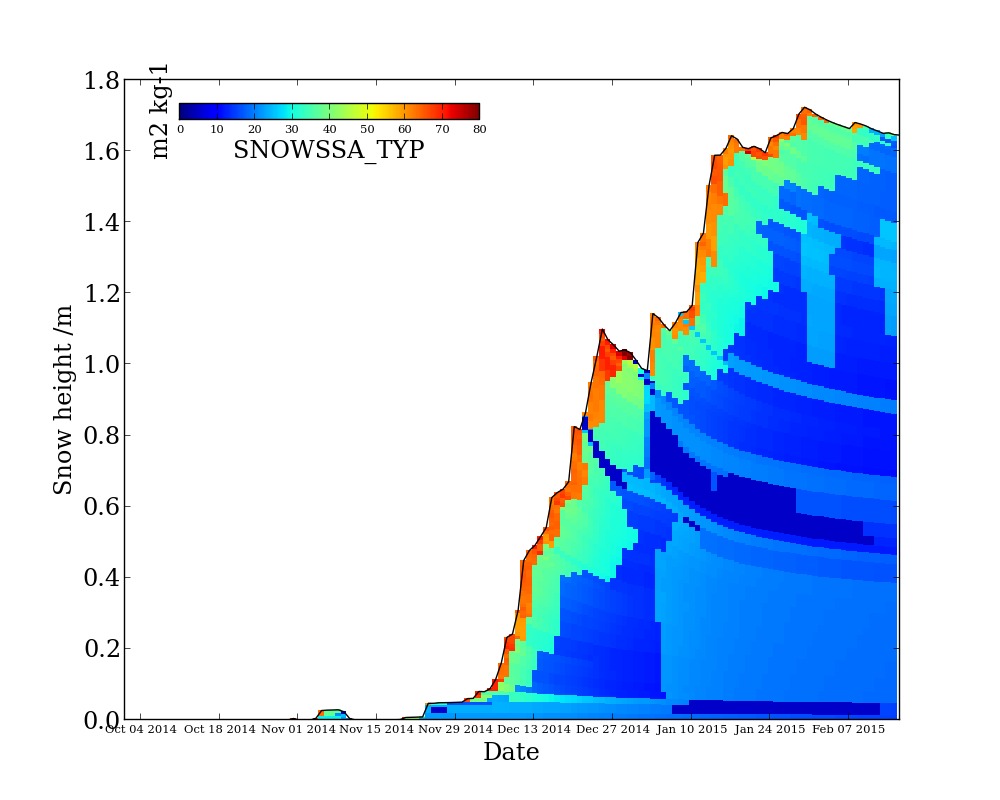 m2 kg-1
0 10 20 30 40 50 60 70 80
SNOWSSA_TYP
Snow height /m
1.8
1.6
1.4
1.2
1.0
0.8
0.6
0.4
0.2
0.0
Oct 04 2014 Oct 18 2014 Nov 01 2014 Nov 15 2014 Nov 29 2014 Dec 13 2014 Dec 27 2014 Jan 10 2015 Jan 24 2015 Feb 07 2015
Date